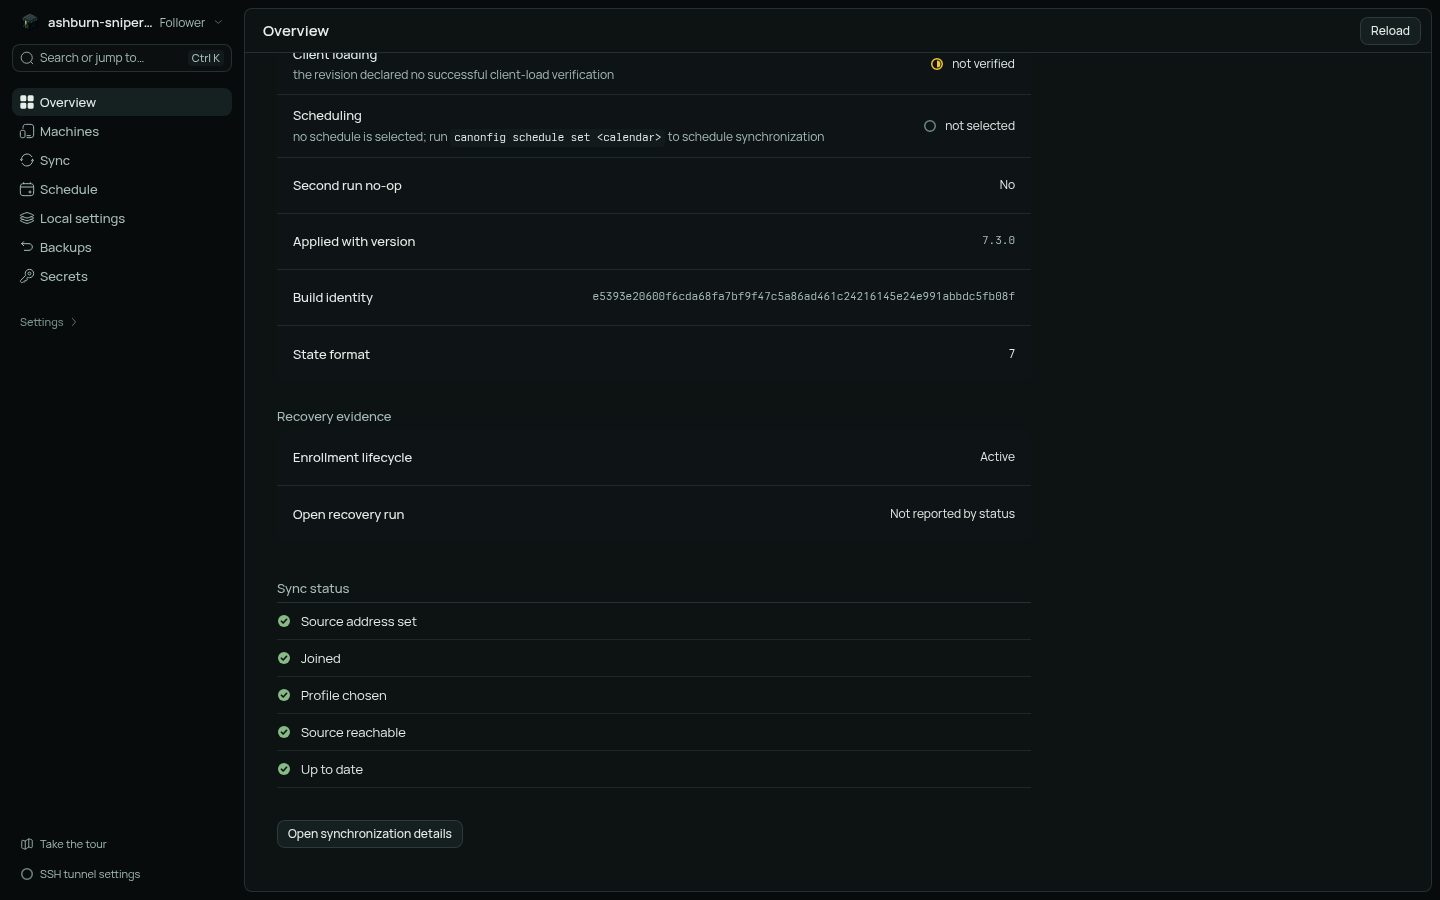 ashburn-sniper... Follower
Search or jump to... Ctrl K
Overview
Machines
Sync
Schedule
Local settings
Backups
Secrets
Settings
Take the tour
SSH tunnel settings
Overview
Reload
Client loading
the revision declared no successful client-load verification
not verified
Scheduling
no schedule is selected; run canonfig schedule set <calendar> to schedule synchronization
not selected
Second run no-op
No
Applied with version
7.3.0
Build identity
e5393e20600f6cda68fa7bf9f47c5a86ad461c24216145e24e991abbdc5fb08f
State format
7
Recovery evidence
Enrollment lifecycle
Active
Open recovery run
Not reported by status
Sync status
Source address set
Joined
Profile chosen
Source reachable
Up to date
Open synchronization details